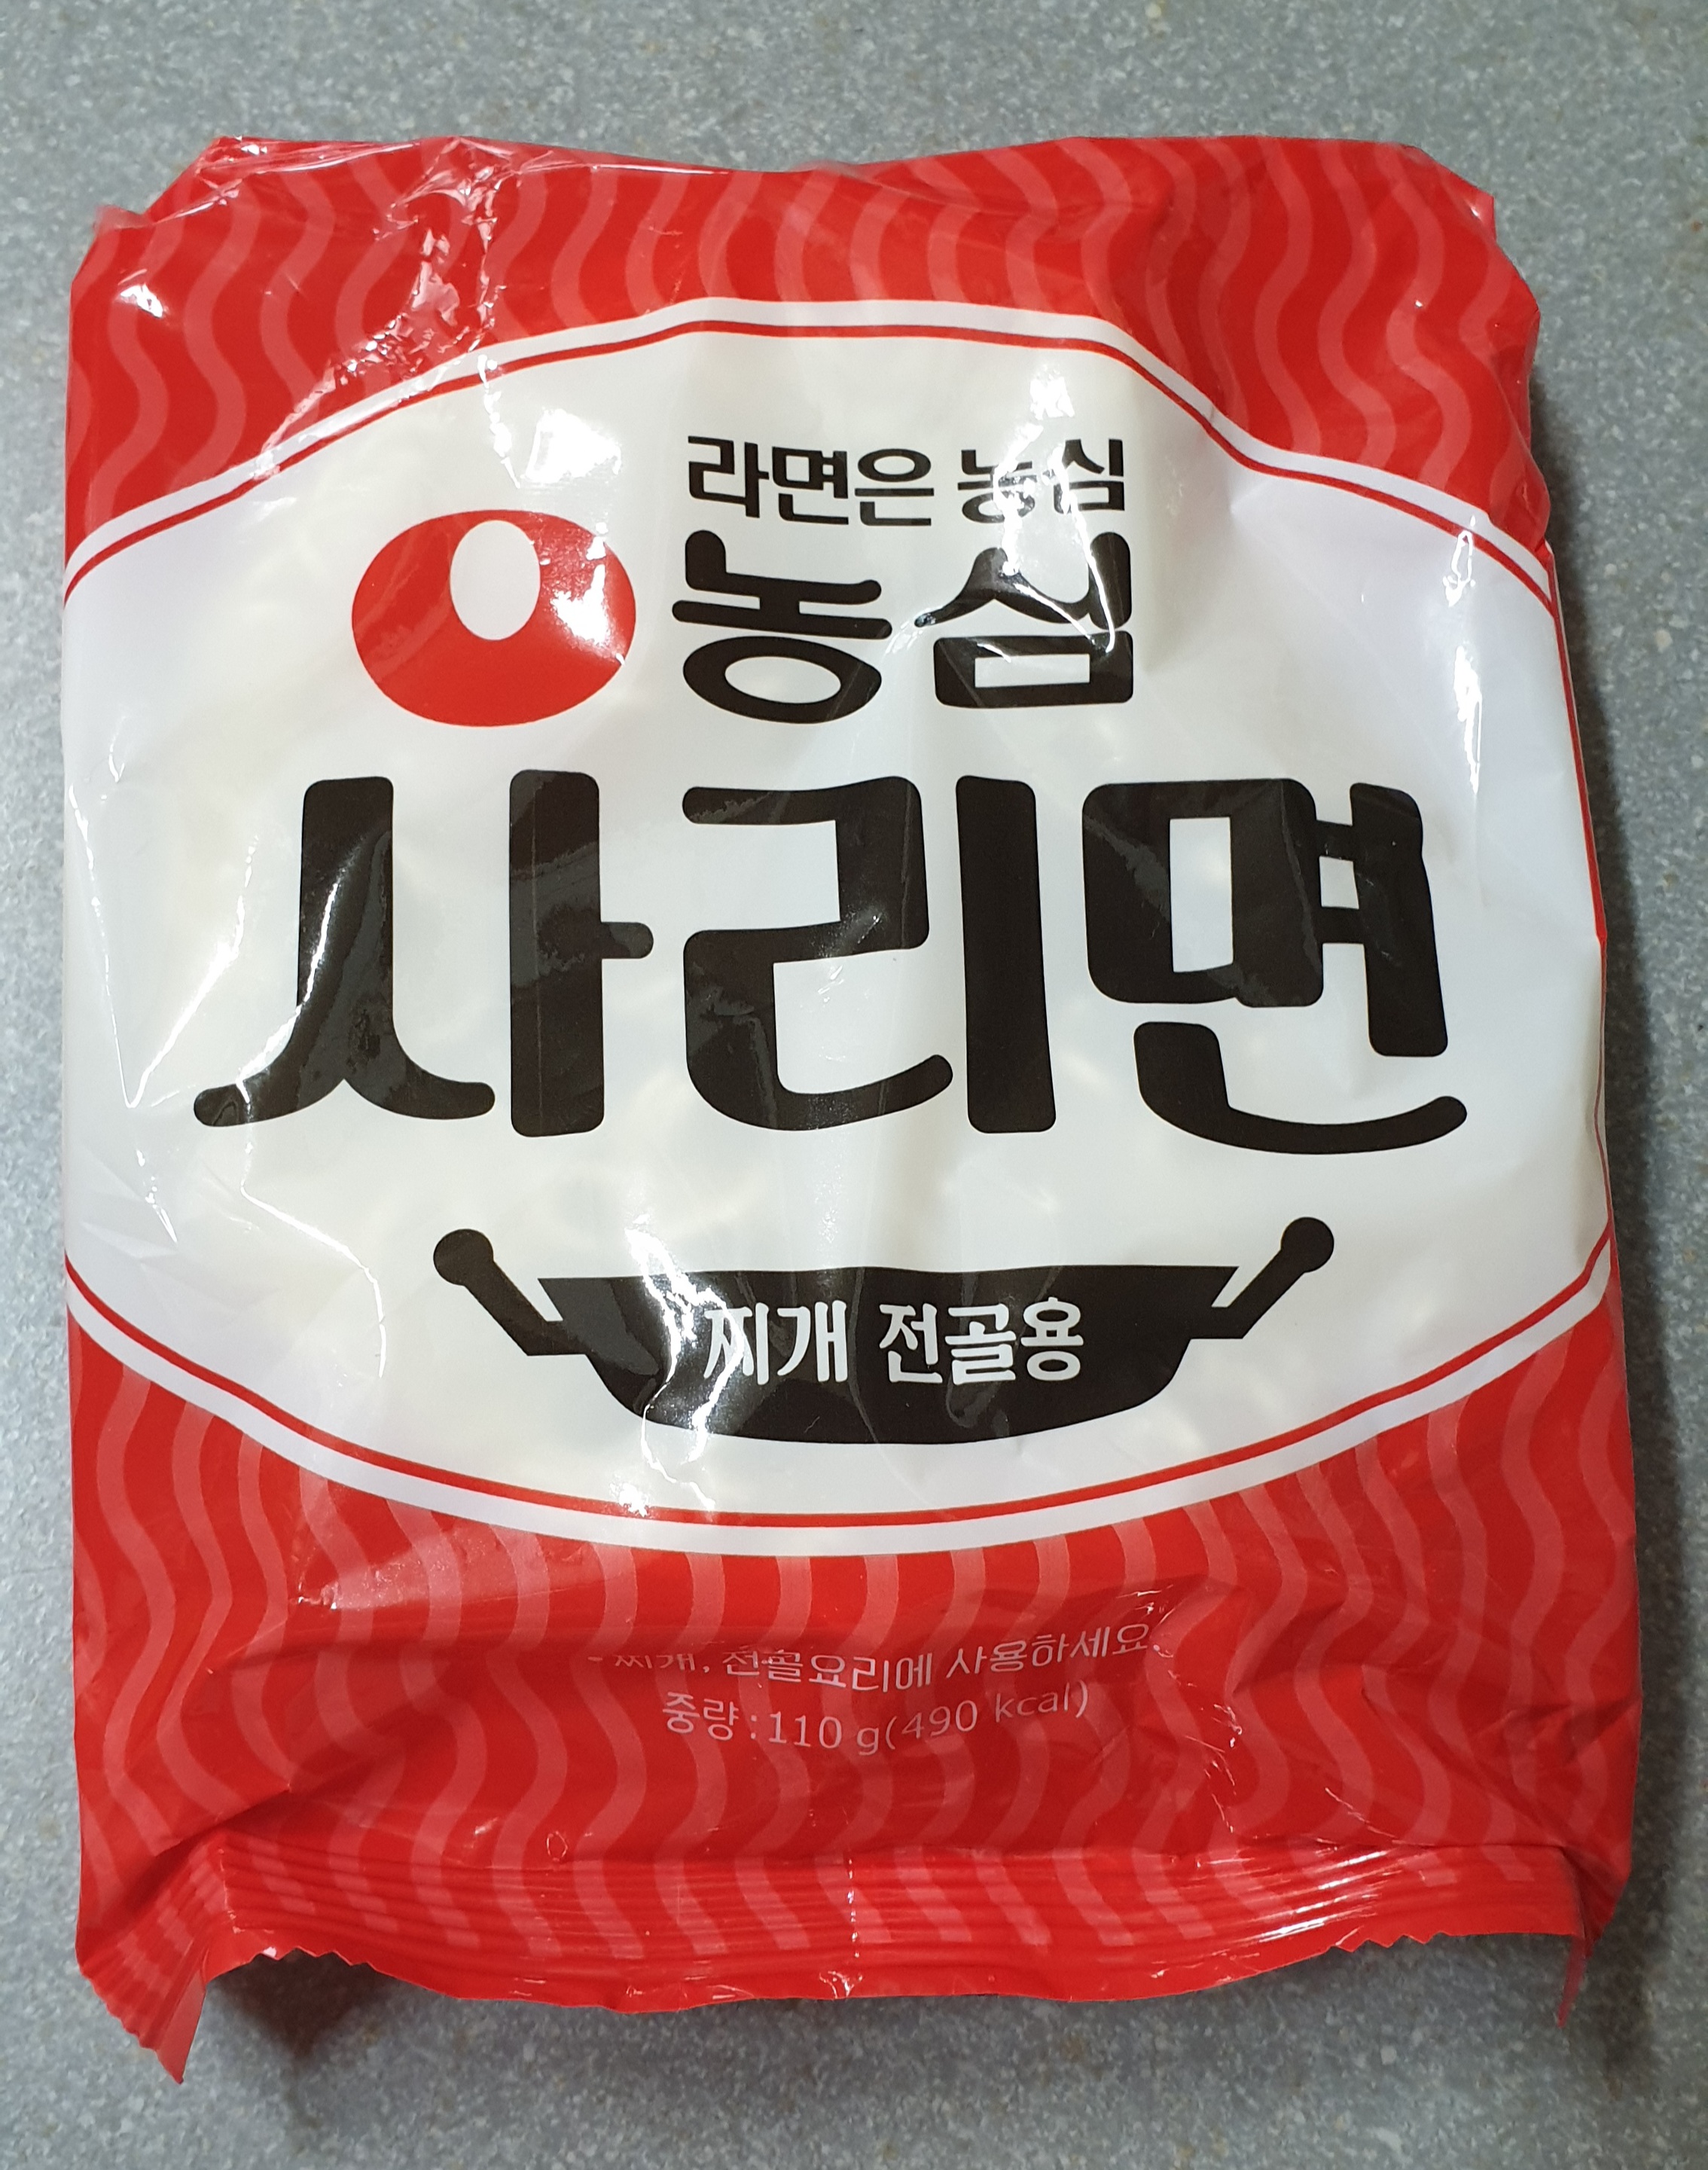 라면은 농심
농심
사리면
찌개 전골용
- 찌개, 전골요리에 사용하세요.
중량:110 g(490 kcal)